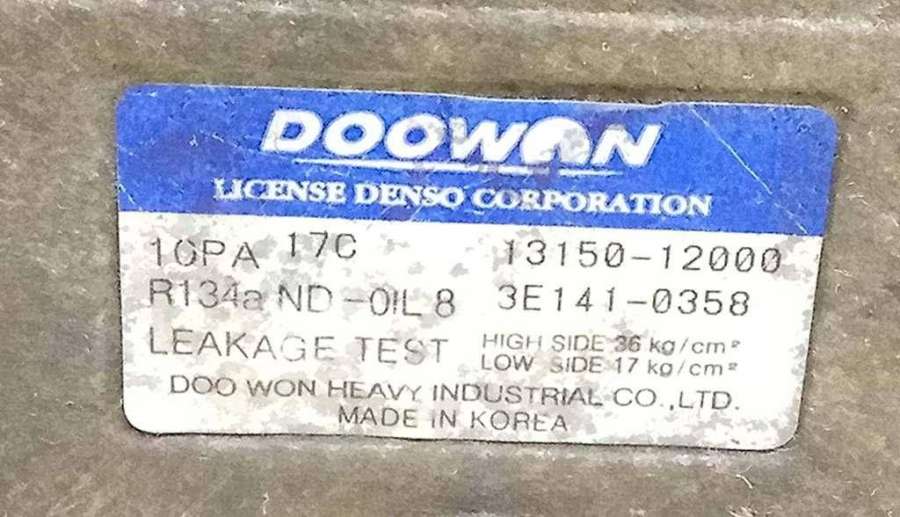 DOOWON
LICENSE DENSO CORPORATION
10PA 17C 13150-12000
R134a ND-OIL 8 3E141-0358
LEAKAGE TEST HIGH SIDE 36 kg/cm²
LOW SIDE 17 kg/cm²
DOO WON HEAVY INDUSTRIAL CO.,LTD.
MADE IN KOREA